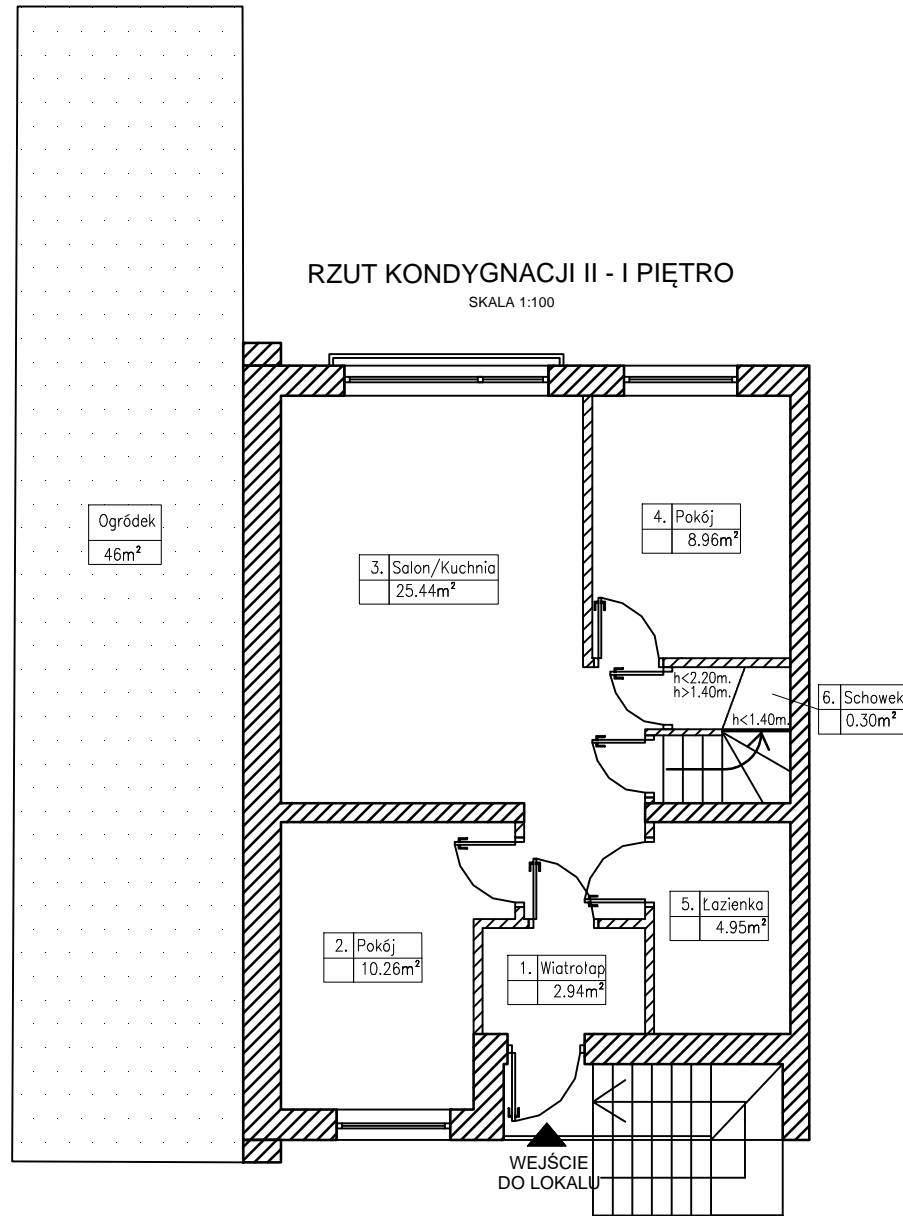 RZUT KONDYGNACJI II - I PIĘTRO
SKALA 1:100
Ogródek
46m²
3. Salon/Kuchnia
25.44m²
4. Pokój
8.96m²
h<2.20m.
h>1.40m.
h<1.40m.
6. Schowek
0.30m²
2. Pokój
10.26m²
1. Wiatrołap
2.94m²
5. Łazienka
4.95m²
WEJŚCIE
DO LOKALU